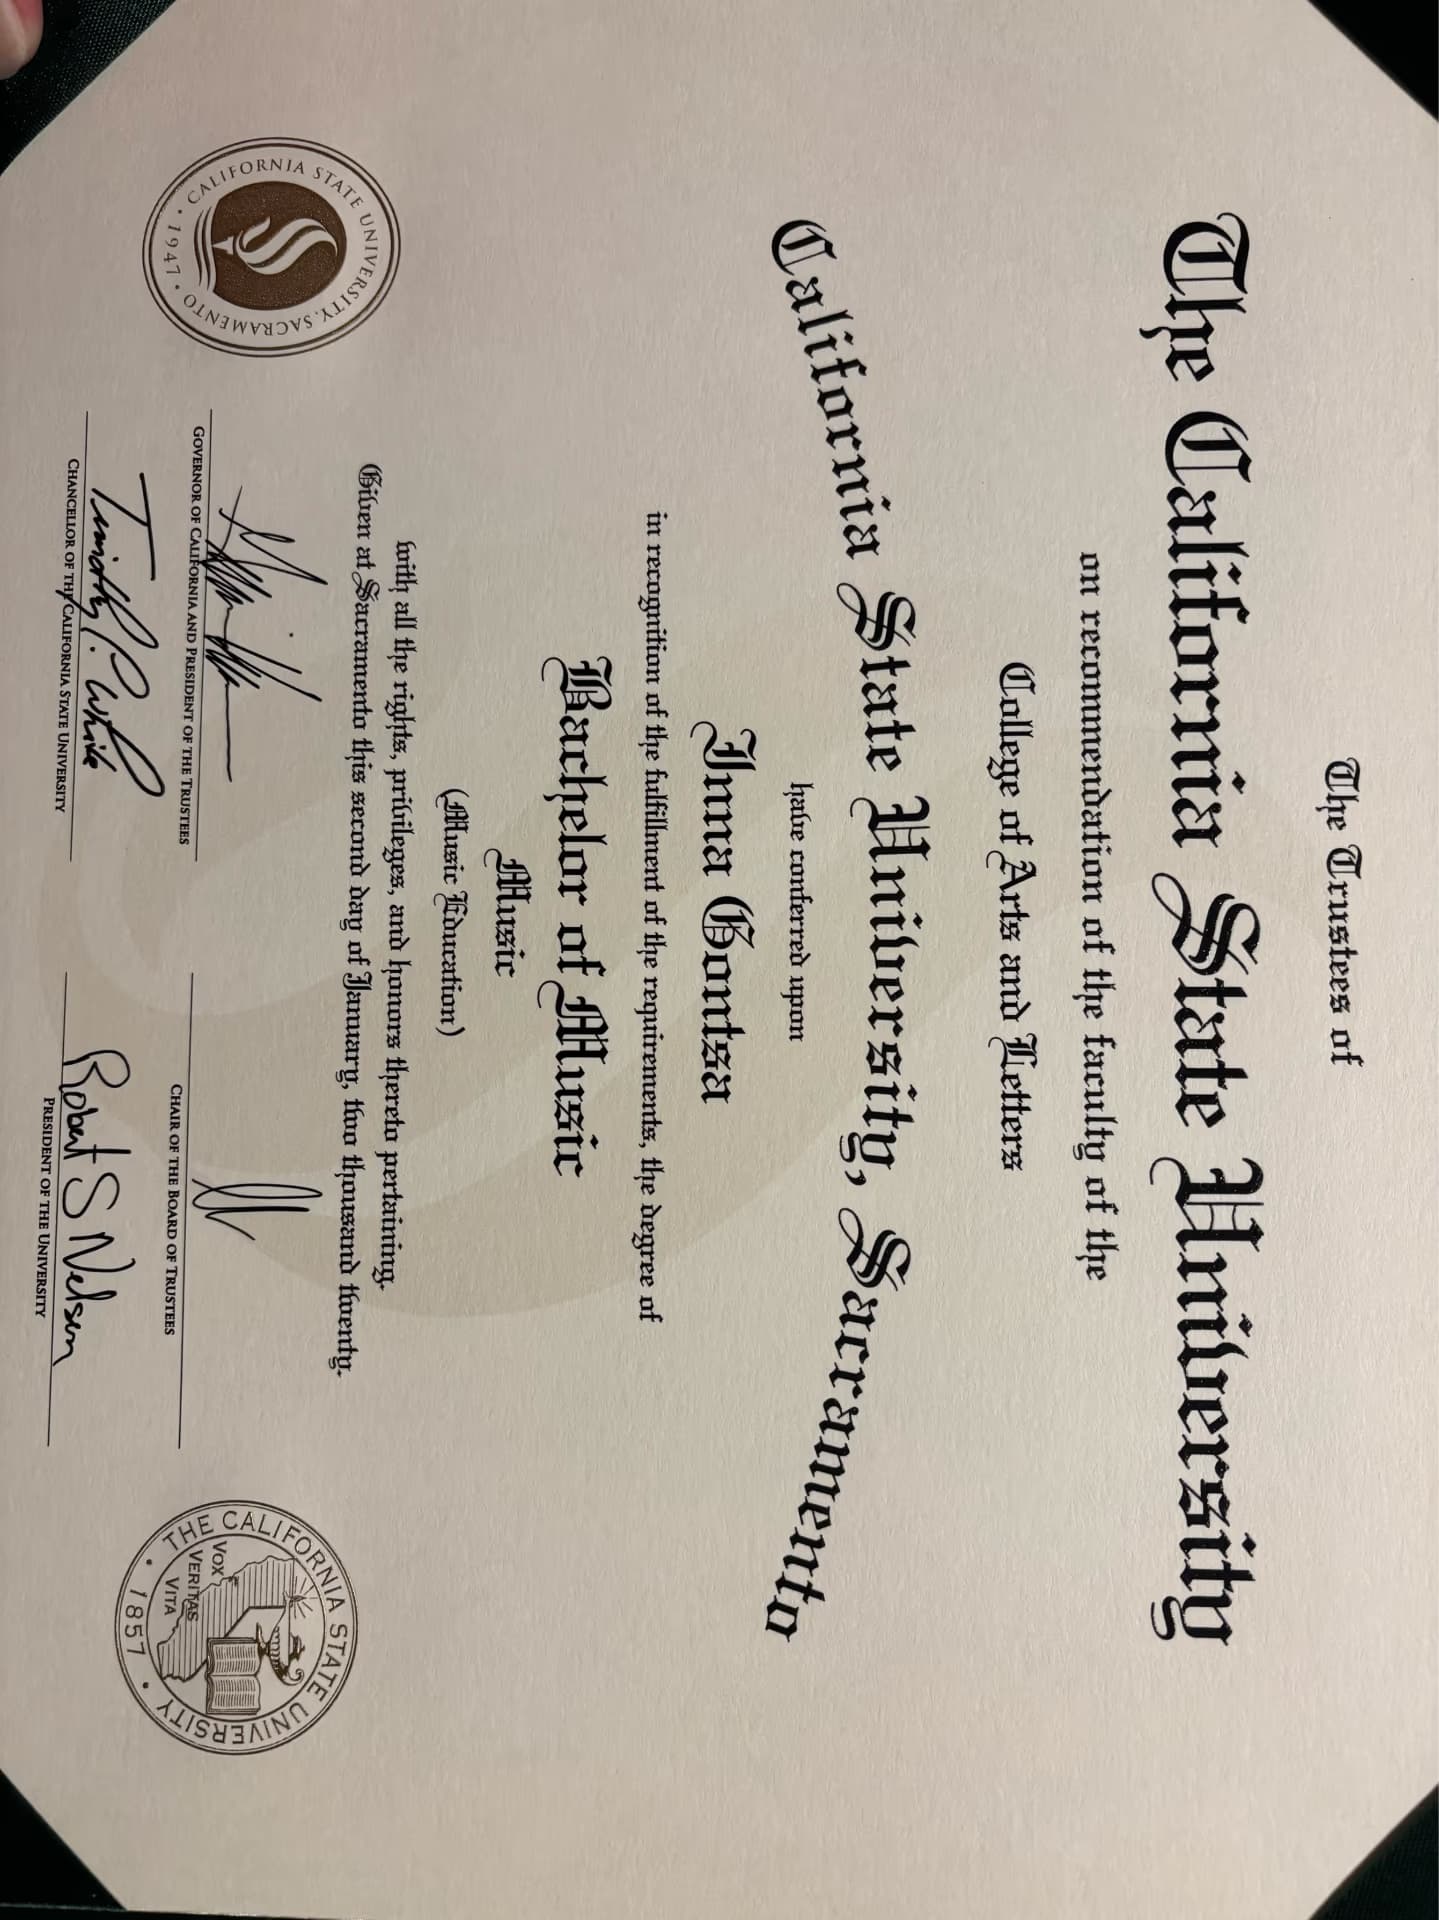 The Trustees of
The California State University
on recommendation of the faculty of the
College of Arts and Letters
California State University, Sacramento
have conferred upon
Inna Gontsa
in recognition of the fulfillment of the requirements, the degree of
Bachelor of Music
Music
(Music Education)
with all the rights, privileges, and honors thereto pertaining.
Given at Sacramento this second day of January, two thousand twenty.
GOVERNOR OF CALIFORNIA AND PRESIDENT OF THE TRUSTEES
CHAIR OF THE BOARD OF TRUSTEES
Timothy P. White
Robert S Nelsen
CHANCELLOR OF THE CALIFORNIA STATE UNIVERSITY
PRESIDENT OF THE UNIVERSITY
CALIFORNIA STATE UNIVERSITY, SACRAMENTO
• 1947 •
THE CALIFORNIA STATE UNIVERSITY
• 1857 •
VOX
VERITAS
VITA